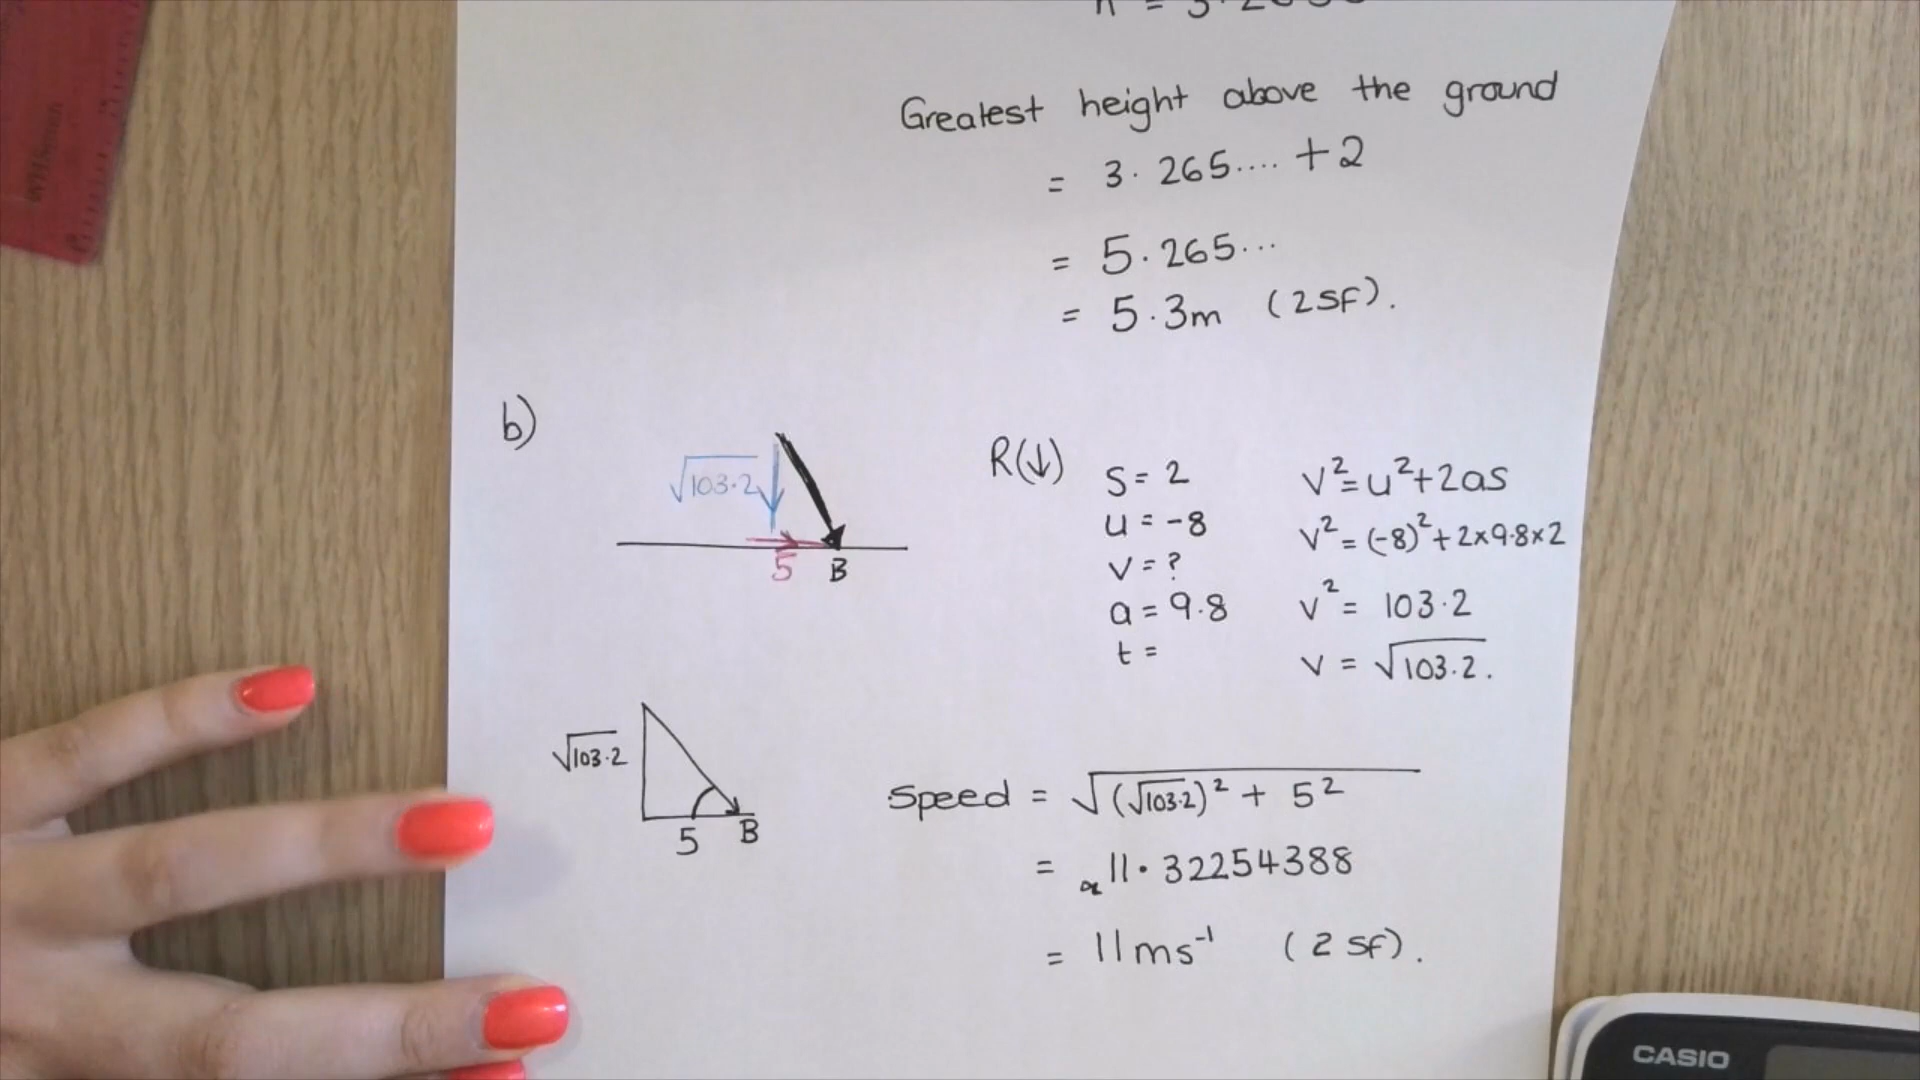 Greatest height above the ground
= 3.265.... +2
= 5.265...
= 5.3m (2SF).
b)
√103.2
5 B
R(↓)
S = 2
u = -8
v = ?
a = 9.8
t =
v²=u²+2as
v² = (-8)²+2×9.8×2
v² = 103.2
v = √103.2.
√103.2
5 B
Speed = √(√103.2)² + 5²
= 11.32254388
= 11ms⁻¹ (2 SF).
WHSmith
CASIO